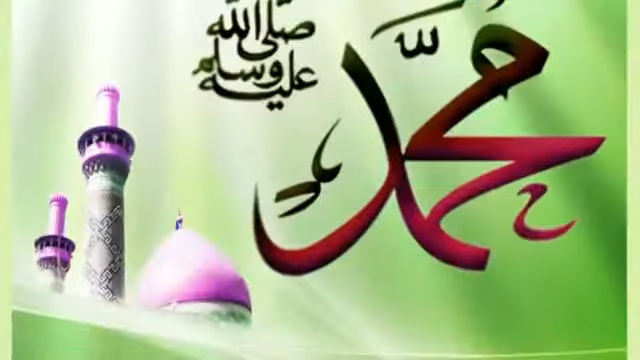 صلى الله
عليه وسلم
محمد